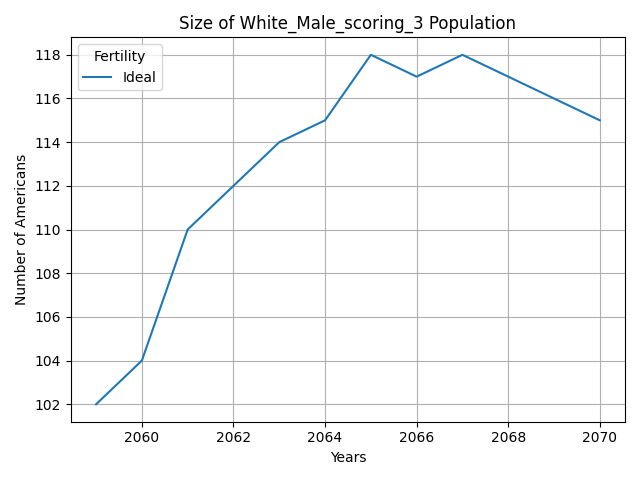 Size of White_Male_scoring_3 Population
Fertility
Ideal
Number of Americans
118
116
114
112
110
108
106
104
102
2060 2062 2064 2066 2068 2070
Years